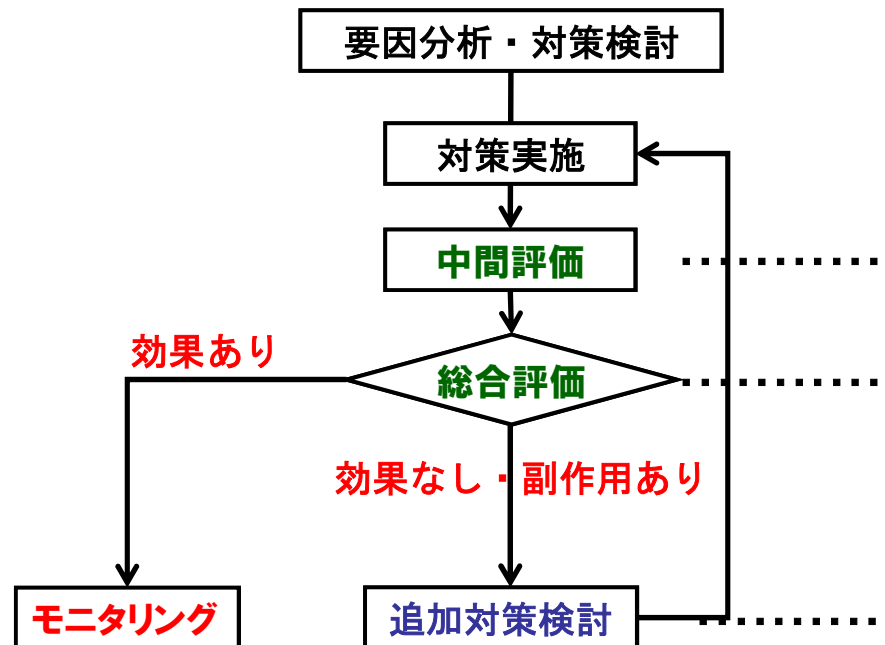 要因分析・対策検討
対策実施
中間評価
総合評価
効果あり
効果なし・副作用あり
モニタリング
追加対策検討